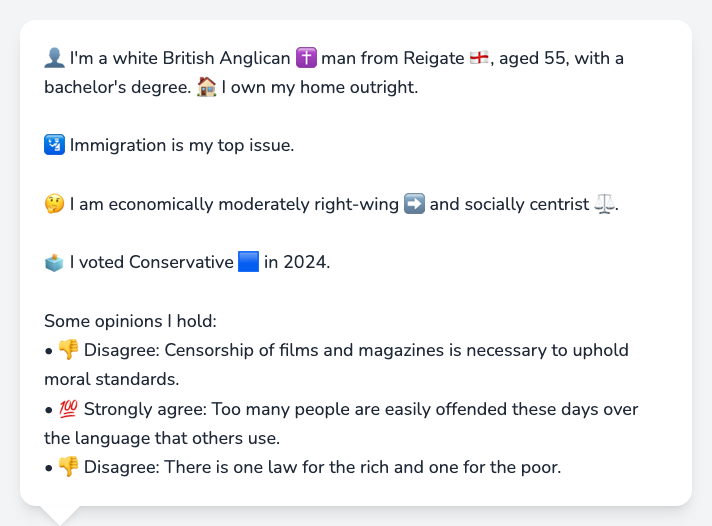 👤 I'm a white British Anglican ✝️ man from Reigate 🏴󠁧󠁢󠁥󠁮󠁧󠁿, aged 55, with a
bachelor's degree. 🏠 I own my home outright.
🛂 Immigration is my top issue.
🤔 I am economically moderately right-wing ➡️ and socially centrist ⚖️.
🗳️ I voted Conservative 🟦 in 2024.
Some opinions I hold:
• 👎 Disagree: Censorship of films and magazines is necessary to uphold
moral standards.
• 💯 Strongly agree: Too many people are easily offended these days over
the language that others use.
• 👎 Disagree: There is one law for the rich and one for the poor.